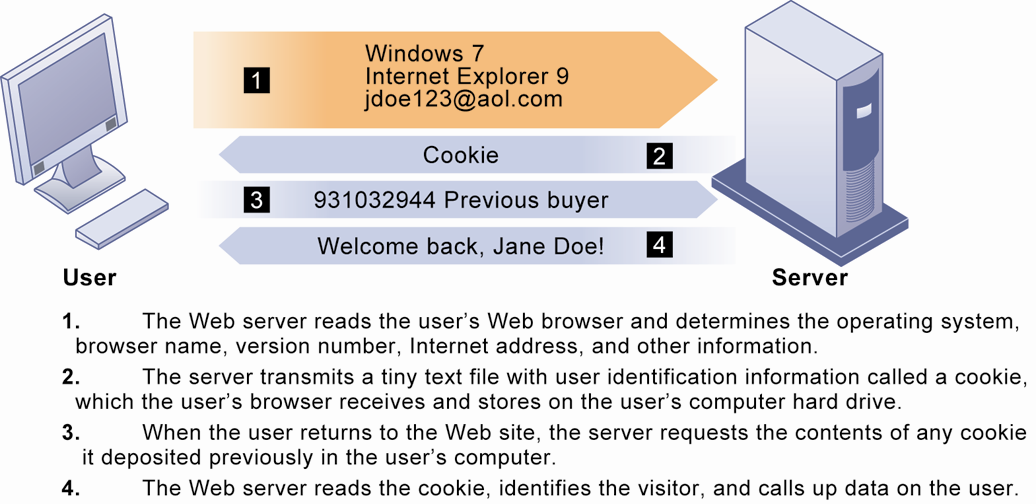 Windows 7
1 Internet Explorer 9
jdoe123@aol.com
Cookie 2
3 931032944 Previous buyer
Welcome back, Jane Doe! 4
User Server
1. The Web server reads the user’s Web browser and determines the operating system,
browser name, version number, Internet address, and other information.
2. The server transmits a tiny text file with user identification information called a cookie,
which the user’s browser receives and stores on the user’s computer hard drive.
3. When the user returns to the Web site, the server requests the contents of any cookie
it deposited previously in the user’s computer.
4. The Web server reads the cookie, identifies the visitor, and calls up data on the user.